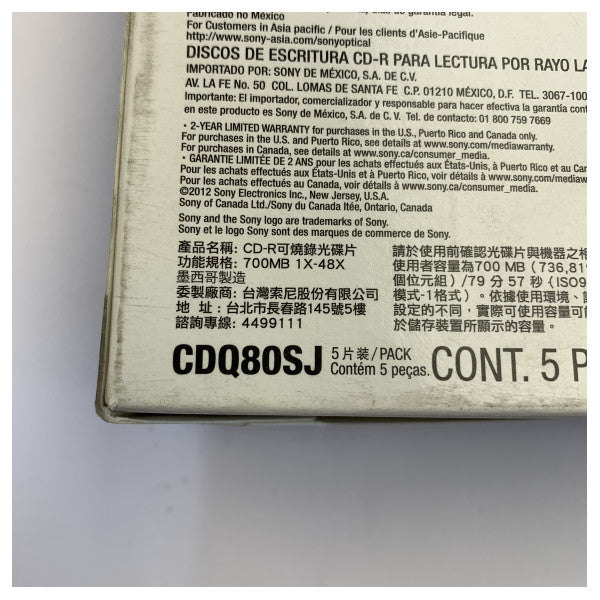 Fabricado no México
de garantía legal.
For Customers in Asia pacific / Pour les clients d'Asie-Pacifique
http://www.sony-asia.com/sonyoptical
DISCOS DE ESCRITURA CD-R PARA LECTURA POR RAYO
IMPORTADO POR: SONY DE MÉXICO, S.A. DE C.V.
AV. LA FE No. 50 COL. LOMAS DE SANTA FE C.P. 01210 MÉXICO, D.F. TEL. 3067-100
Importante: El importador, comercializador y responsable para hacer efectiva la garantía
en este producto es Sony de México, S.A. de C. V. Tel. de contacto: 01 800 759 7669
• 2-YEAR LIMITED WARRANTY for purchases in the U.S., Puerto Rico and Canada only.
For purchases in the U.S. and Puerto Rico, see details at www.sony.com/mediawarranty.
For purchases in Canada, see details at www.sony.ca/consumer_media.
• GARANTIE LIMITÉE DE 2 ANS pour les achats effectués aux États-Unis, à Porto Rico et au
Pour les achats effectués aux États-Unis et à Porto Rico, voir détails à www.sony.com/
Pour les achats effectués au Canada, voir détails à www.sony.ca/consumer_media.
©2012 Sony Electronics Inc., New Jersey, U.S.A.
Sony of Canada Ltd./Sony du Canada Ltée, Toronto, Ontario, Canada
Sony and the Sony logo are trademarks of Sony.
Sony et le logo Sony sont des marques de commerce de Sony.
產品名稱: CD-R可燒錄光碟片
功能規格: 700MB 1X-48X
墨西哥製造
委製廠商: 台灣索尼股份有限公司
地 址: 台北市長春路145號5樓
諮詢專線: 4499111
請於使用前確認光碟片與機器之相
使用者容量為700 MB (736,81
個位元組) /79 分 57 秒 (ISO9
模式-1格式)。依據使用環境、
定的不同,實際可使用容量可能
於儲存裝置所顯示的容量。
CDQ80SJ 5 片装/PACK
Contém 5 peças. CONT. 5